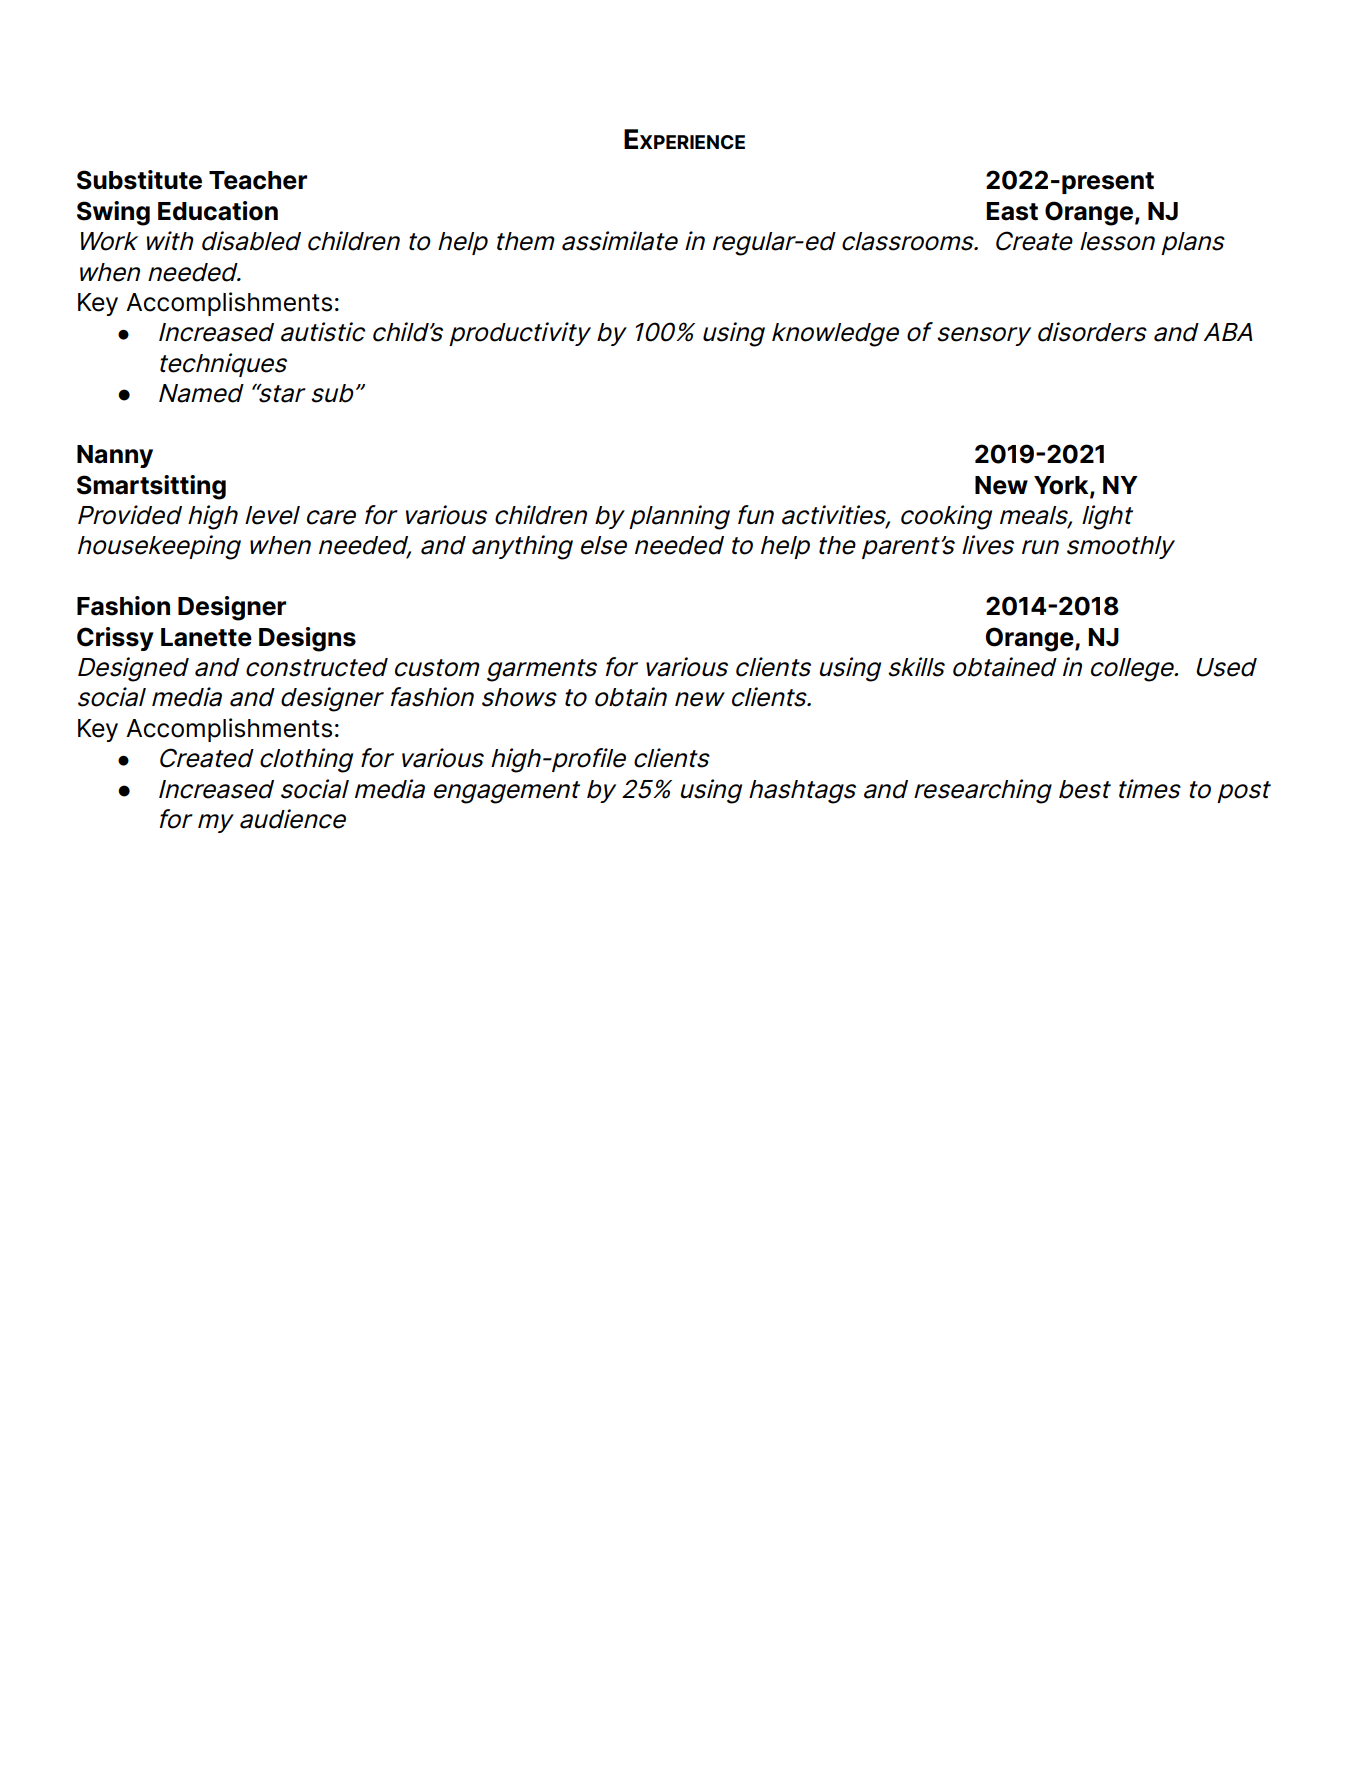 EXPERIENCE
Substitute Teacher 2022-present
Swing Education East Orange, NJ
Work with disabled children to help them assimilate in regular-ed classrooms.  Create lesson plans
when needed.
Key Accomplishments:
● Increased autistic child’s productivity by 100% using knowledge of sensory disorders and ABA
techniques
● Named “star sub”
Nanny 2019-2021
Smartsitting New York, NY
Provided high level care for various children by planning fun activities, cooking meals, light
housekeeping when needed, and anything else needed to help the parent’s lives run smoothly
Fashion Designer 2014-2018
Crissy Lanette Designs Orange, NJ
Designed and constructed custom garments for various clients using skills obtained in college.  Used
social media and designer fashion shows to obtain new clients.
Key Accomplishments:
● Created clothing for various high-profile clients
● Increased social media engagement by 25% using hashtags and researching best times to post
for my audience